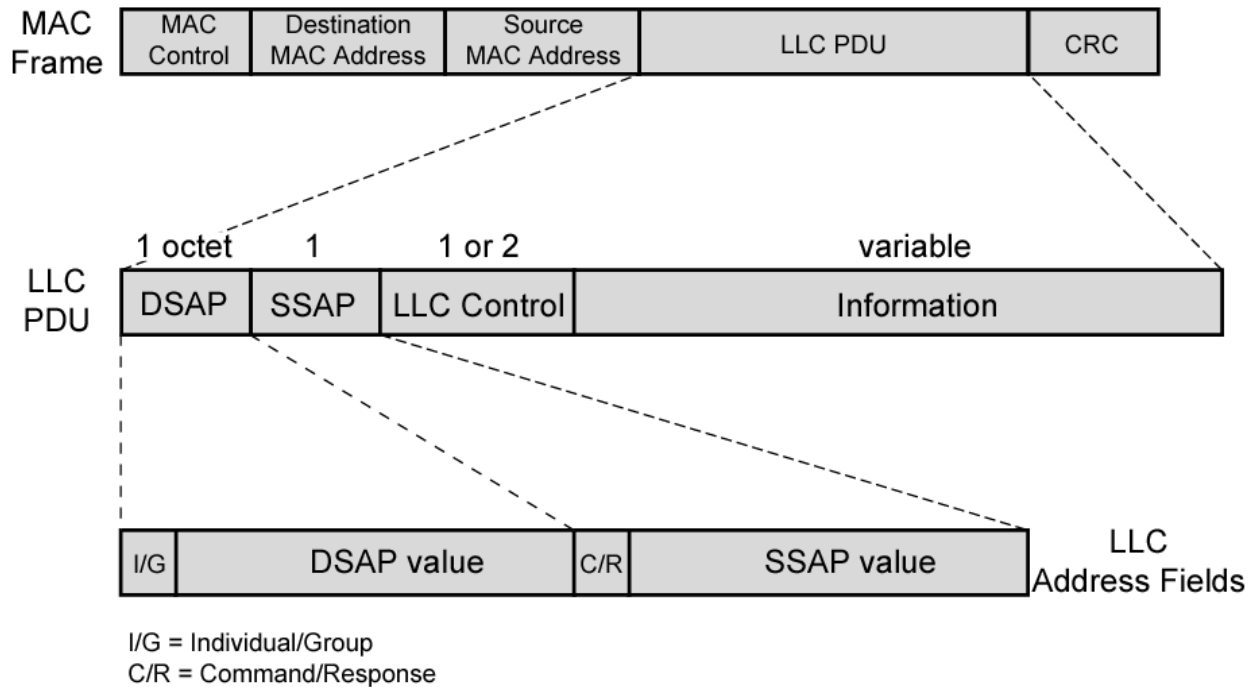 MAC
Frame
MAC
Control
Destination
MAC Address
Source
MAC Address
LLC PDU
CRC
1 octet
1
1 or 2
variable
LLC
PDU
DSAP
SSAP
LLC Control
Information
I/G
DSAP value
C/R
SSAP value
LLC
Address Fields
I/G = Individual/Group
C/R = Command/Response